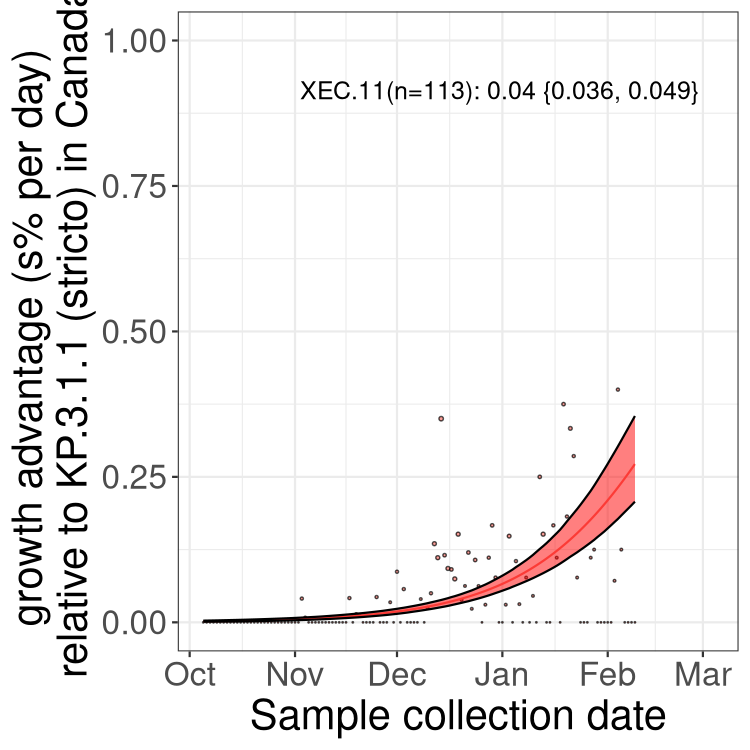 growth advantage (s% per day)
relative to KP.3.1.1 (stricto) in Canada
1.00
0.75
0.50
0.25
0.00
XEC.11(n=113): 0.04 {0.036, 0.049}
Oct Nov Dec Jan Feb Mar
Sample collection date